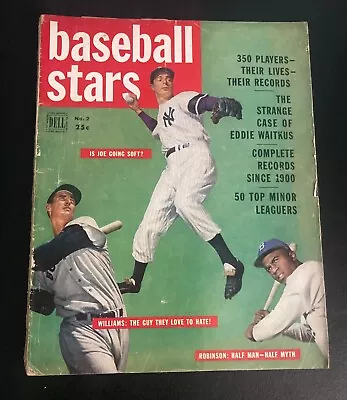 baseball
stars
DELL
No. 2
25¢
350 PLAYERS—
THEIR LIVES—
THEIR RECORDS
THE
STRANGE
CASE OF
EDDIE WAITKUS
COMPLETE
RECORDS
SINCE 1900
50 TOP MINOR
LEAGUERS
IS JOE GOING SOFT?
NY
B
WILLIAMS: THE GUY THEY LOVE TO HATE!
ROBINSON: HALF MAN—HALF MYTH